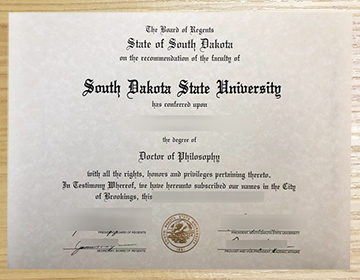 The Board of Regents
State of South Dakota
on the recommendation of the faculty of
South Dakota State University
has conferred upon
the degree of
Doctor of Philosophy
with all the rights, honors and privileges pertaining thereto.
In Testimony Whereof, we have hereunto subscribed our names in the City
of Brookings, this